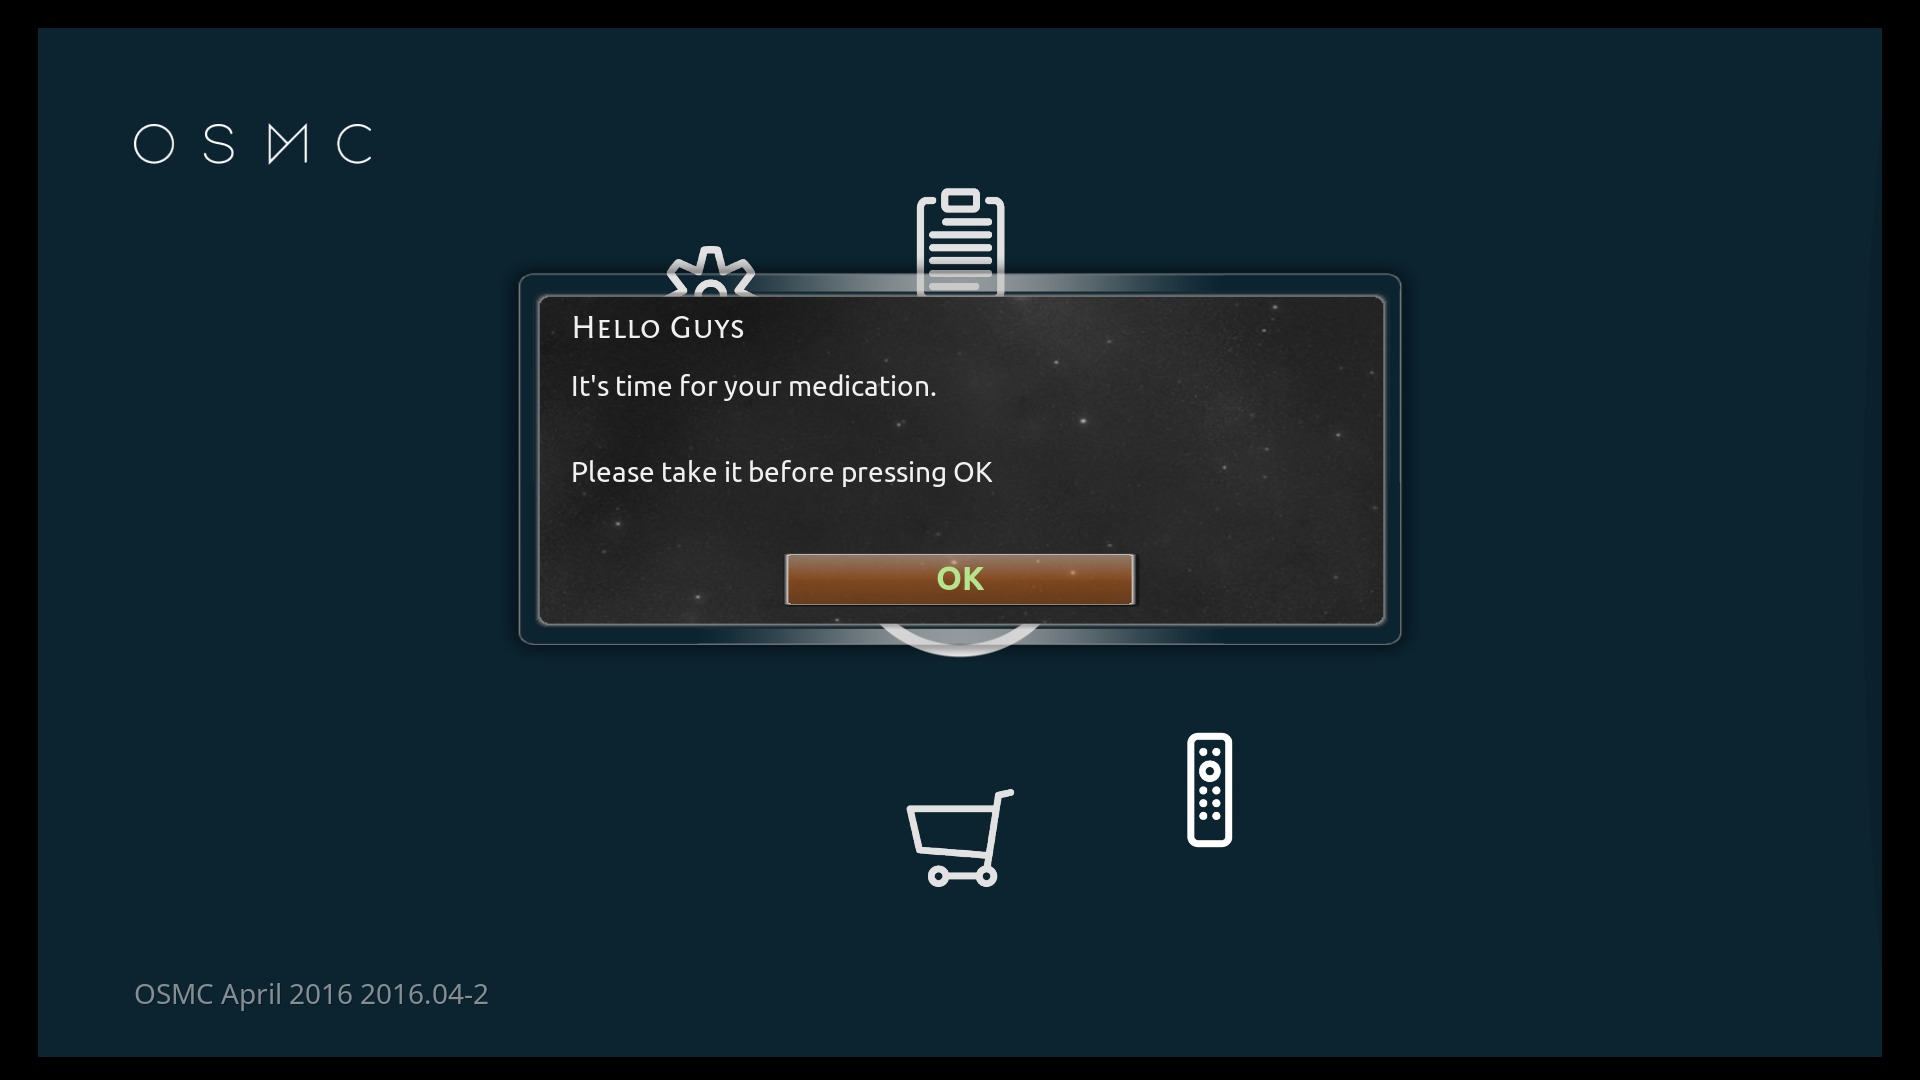 OSMC
Hello Guys
It's time for your medication.
Please take it before pressing OK
OK
OSMC April 2016 2016.04-2